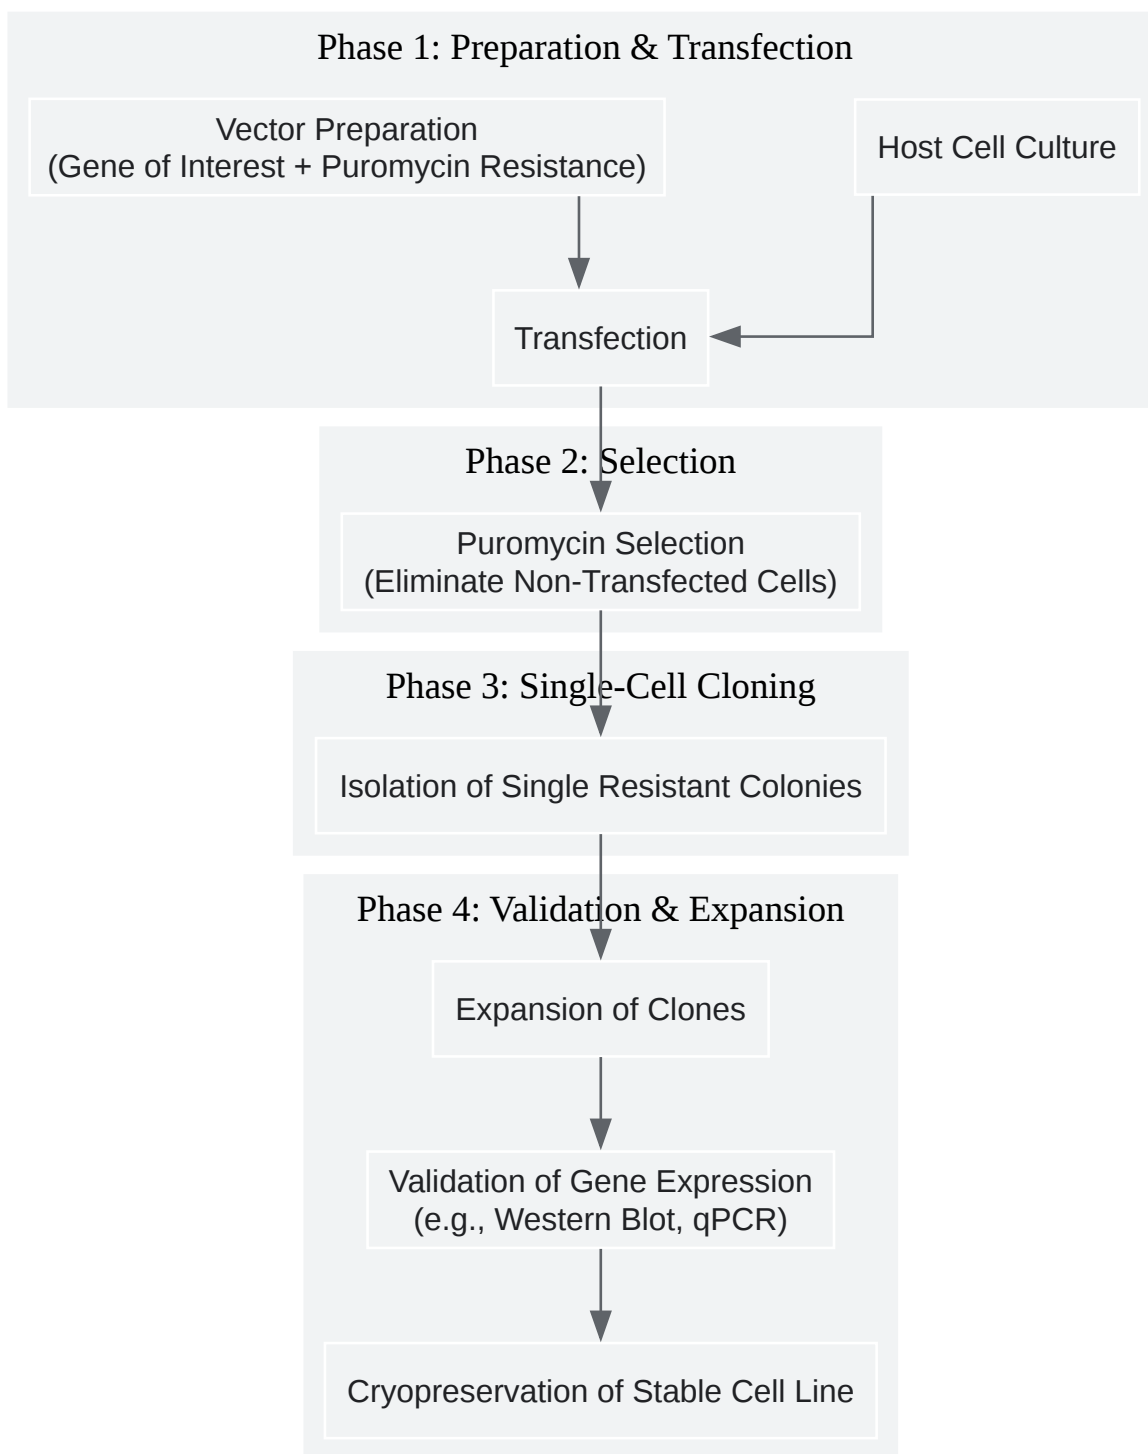 Phase 1: Preparation & Transfection
Vector Preparation
(Gene of Interest + Puromycin Resistance)
Host Cell Culture
Transfection
Phase 2: Selection
Puromycin Selection
(Eliminate Non-Transfected Cells)
Phase 3: Single-Cell Cloning
Isolation of Single Resistant Colonies
Phase 4: Validation & Expansion
Expansion of Clones
Validation of Gene Expression
(e.g., Western Blot, qPCR)
Cryopreservation of Stable Cell Line